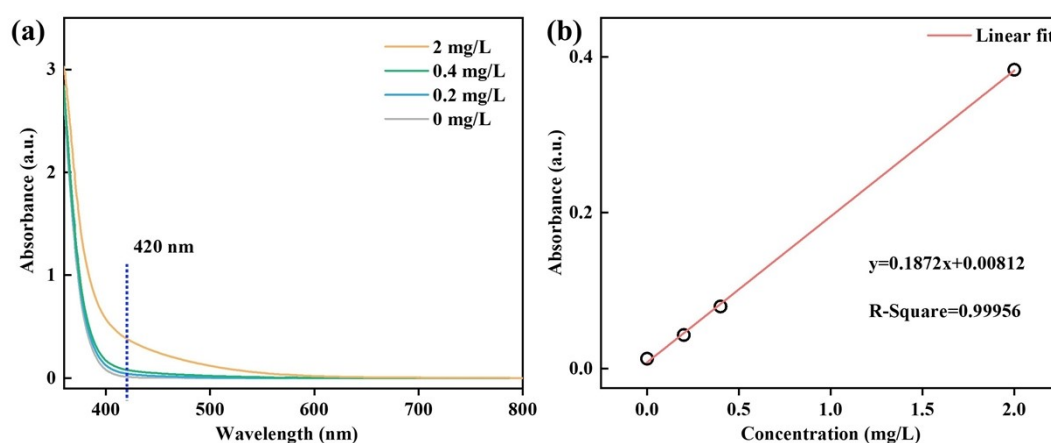 (a)
3
2
1
0
Absorbance (a.u.)
2 mg/L
0.4 mg/L
0.2 mg/L
0 mg/L
420 nm
400
500
600
700
800
Wavelength (nm)
(b)
0.4
0.2
0.0
Absorbance (a.u.)
Linear fit
y=0.1872x+0.00812
R-Square=0.99956
0.0
0.5
1.0
1.5
2.0
Concentration (mg/L)